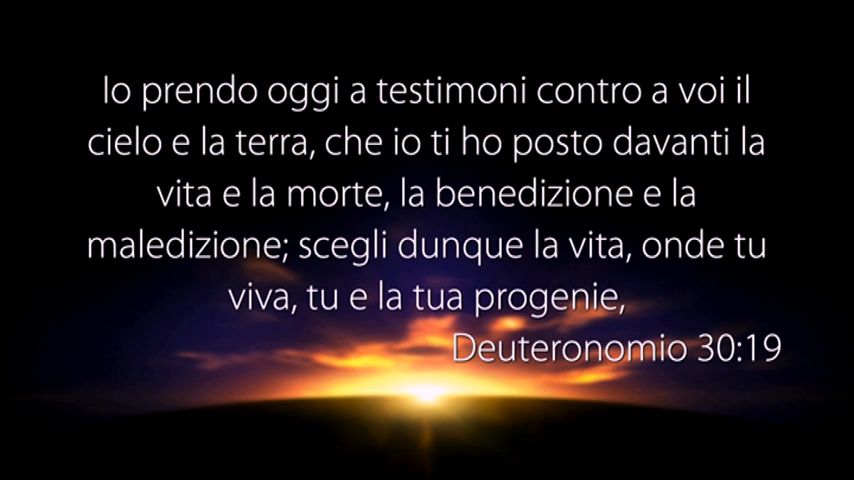 Io prendo oggi a testimoni contro a voi il
cielo e la terra, che io ti ho posto davanti la
vita e la morte, la benedizione e la
maledizione; scegli dunque la vita, onde tu
viva, tu e la tua progenie,
Deuteronomio 30:19